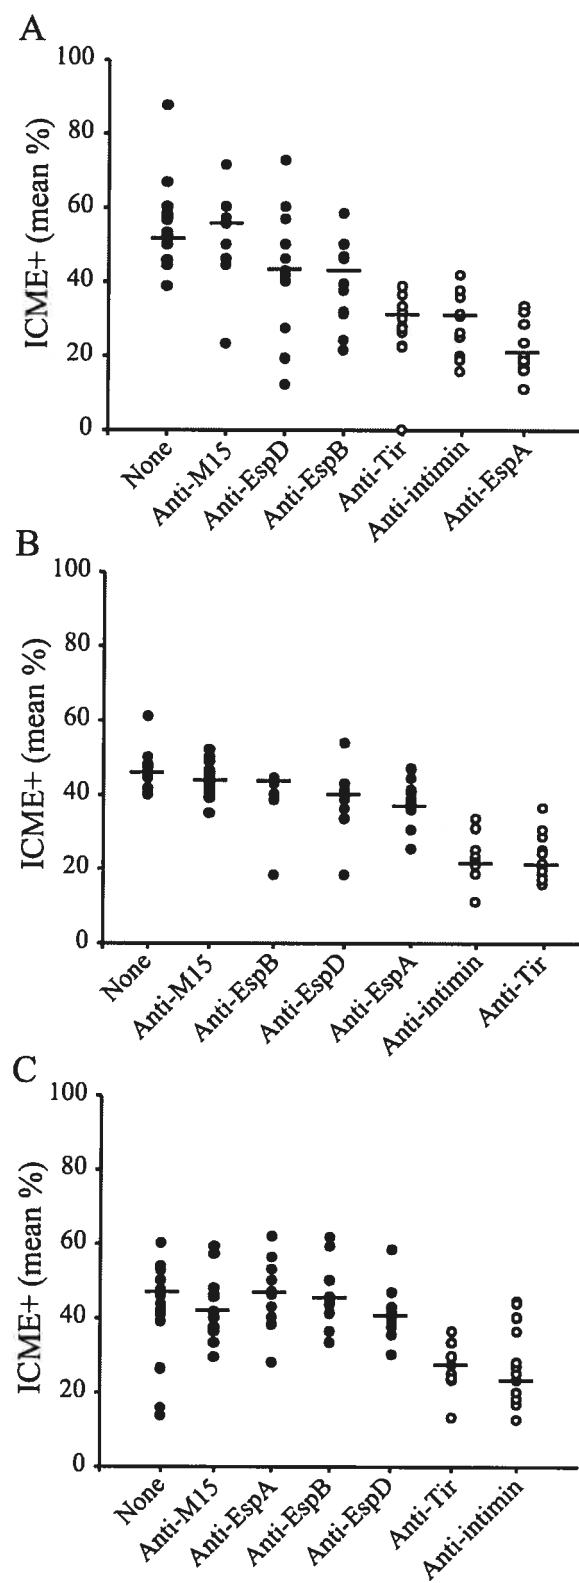 A
ICME+ (mean %)
100
80
60
40
20
0
None
Anti-M15
Anti-EspD
Anti-EspB
Anti-Tir
Anti-intimin
Anti-EspA
B
ICME+ (mean %)
100
80
60
40
20
0
None
Anti-M15
Anti-EspB
Anti-EspD
Anti-EspA
Anti-intimin
Anti-Tir
C
ICME+ (mean %)
100
80
60
40
20
0
None
Anti-M15
Anti-EspA
Anti-EspB
Anti-EspD
Anti-Tir
Anti-intimin